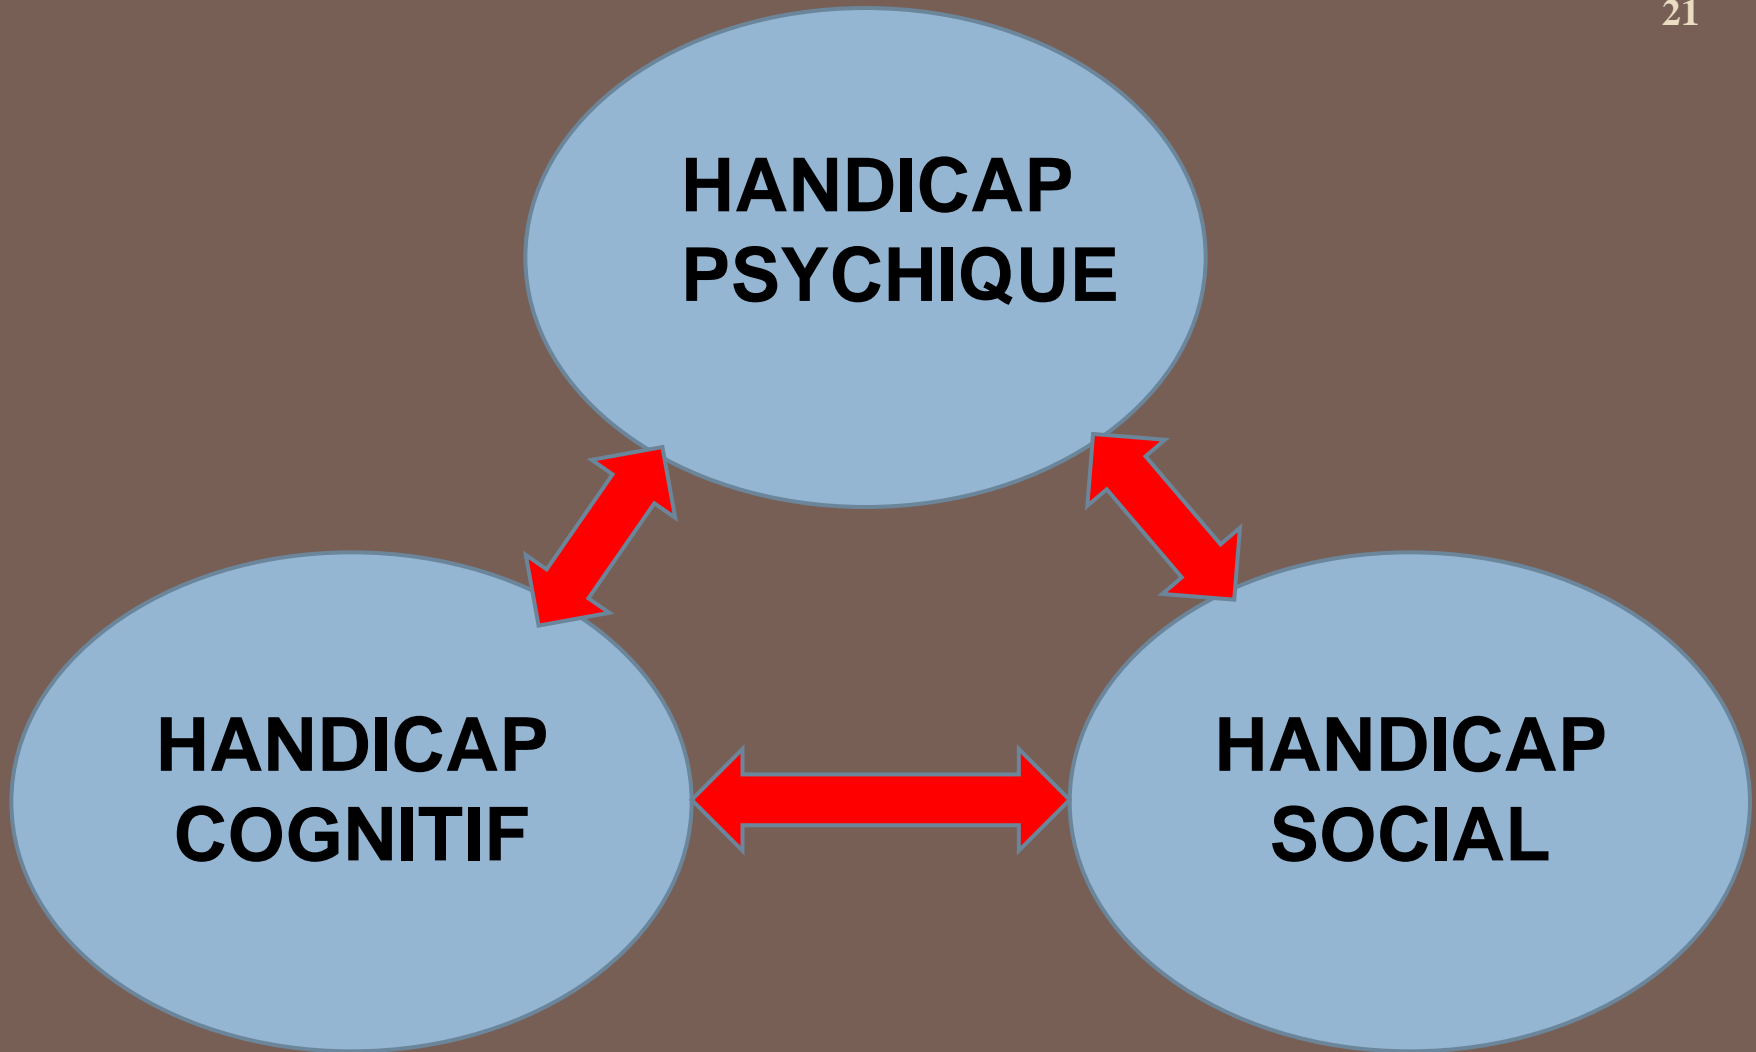 21
HANDICAP
PSYCHIQUE
HANDICAP
COGNITIF
HANDICAP
SOCIAL